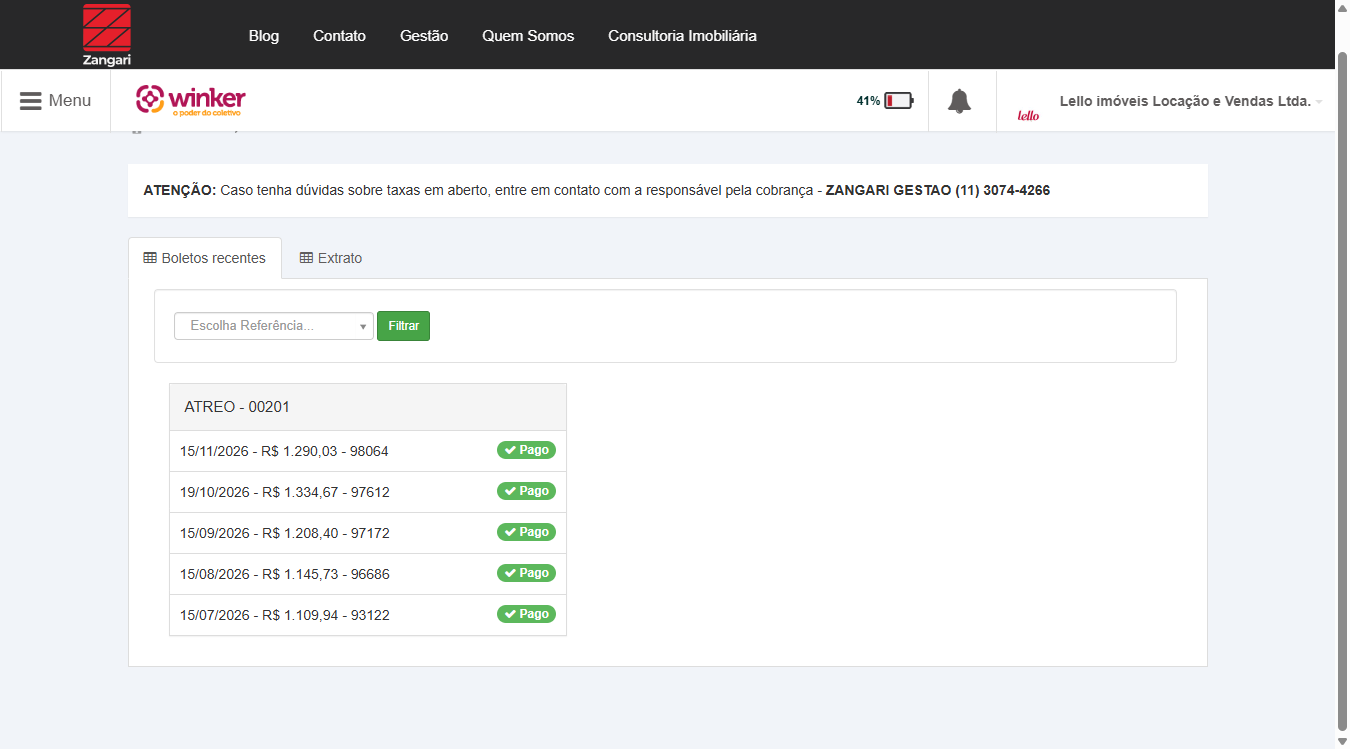 Zangari
Blog Contato Gestão Quem Somos Consultoria Imobiliária
Menu
winker
o poder do coletivo
41%
lello
Lello imóveis Locação e Vendas Ltda.
ATENÇÃO: Caso tenha dúvidas sobre taxas em aberto, entre em contato com a responsável pela cobrança - ZANGARI GESTAO (11) 3074-4266
Boletos recentes Extrato
Escolha Referência... Filtrar
ATREO - 00201
15/11/2026 - R$ 1.290,03 - 98064 Pago
19/10/2026 - R$ 1.334,67 - 97612 Pago
15/09/2026 - R$ 1.208,40 - 97172 Pago
15/08/2026 - R$ 1.145,73 - 96686 Pago
15/07/2026 - R$ 1.109,94 - 93122 Pago